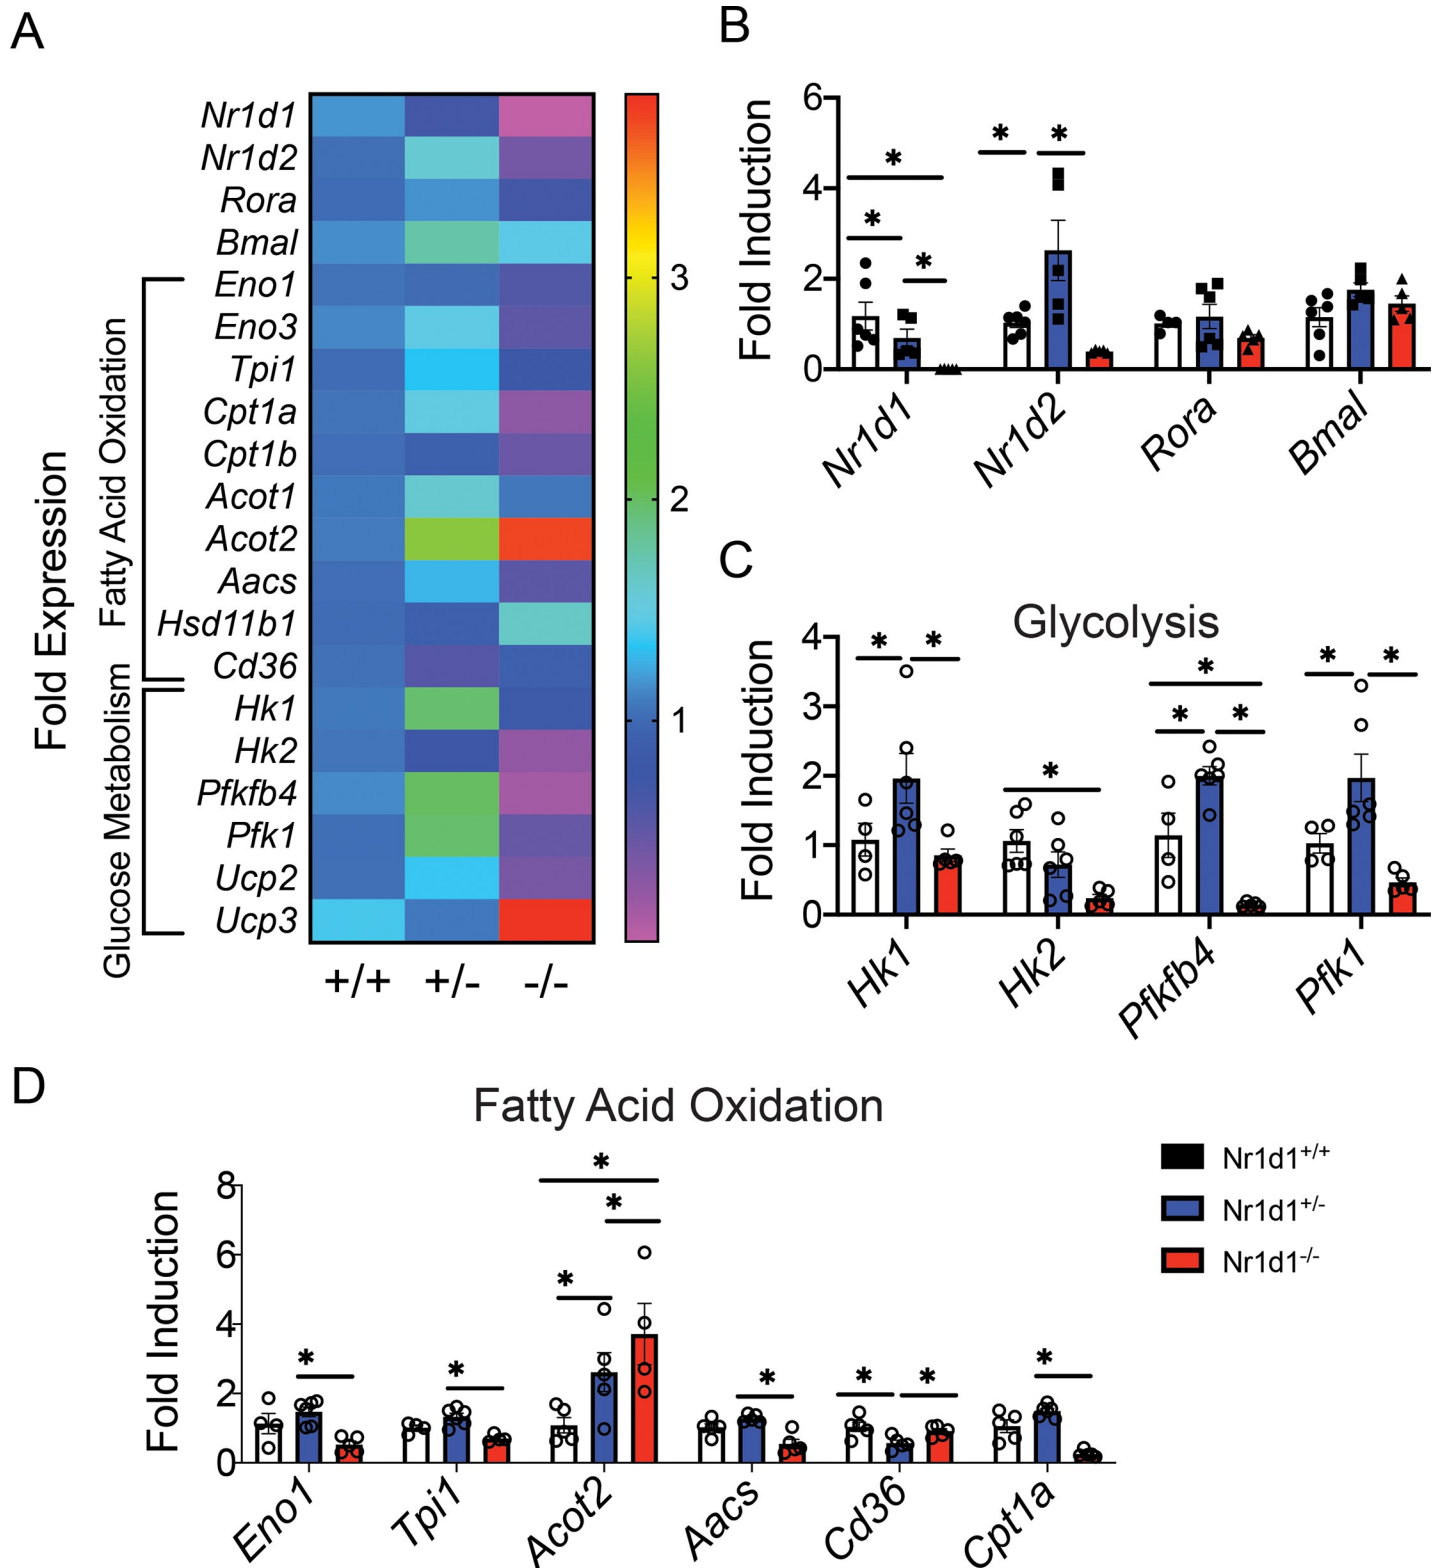 A
Nr1d1
Nr1d2
Rora
Bmal
Eno1
Eno3
Tpi1
Cpt1a
Cpt1b
Acot1
Acot2
Aacs
Hsd11b1
Cd36
Hk1
Hk2
Pfkfb4
Pfk1
Ucp2
Ucp3
Fold Expression
Fatty Acid Oxidation
Glucose Metabolism
+/+ +/- -/-
3
2
1
B
Fold Induction
6
4
2
0
* * * * *
Nr1d1 Nr1d2 Rora Bmal
C
Glycolysis
Fold Induction
4
3
2
1
0
* * * * * * * *
*
Hk1 Hk2 Pfkfb4 Pfk1
D
Fatty Acid Oxidation
Fold Induction
8
6
4
2
0
* * * * * * * * *
Eno1 Tpi1 Acot2 Aacs Cd36 Cpt1a
Nr1d1+/+
Nr1d1+/-
Nr1d1-/-